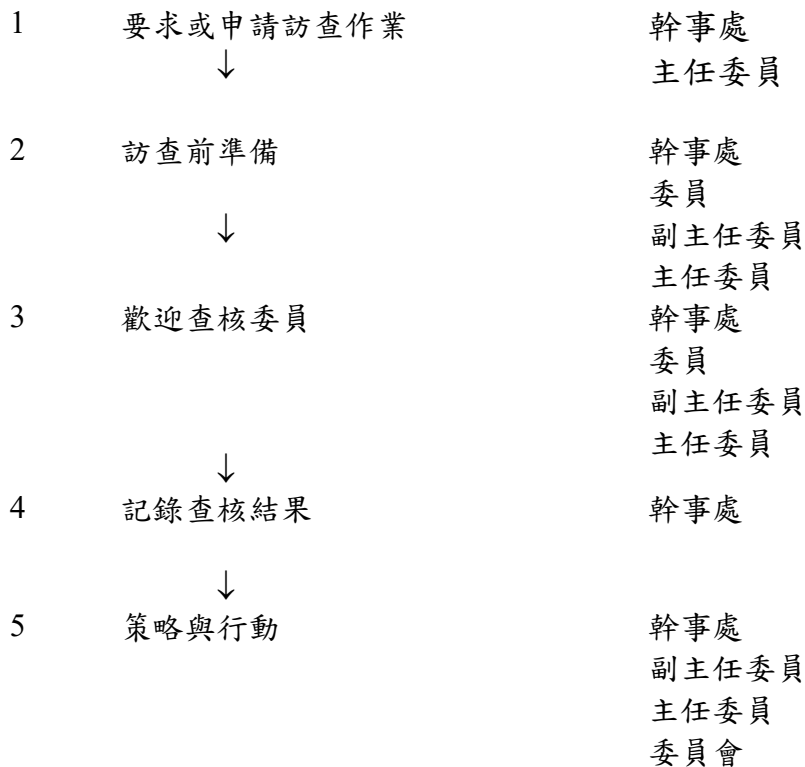 1 要求或申請訪查作業 幹事處
↓ 主任委員
2 訪查前準備 幹事處
委員
↓ 副主任委員
主任委員
3 歡迎查核委員 幹事處
委員
副主任委員
主任委員
↓
4 記錄查核結果 幹事處
↓
5 策略與行動 幹事處
副主任委員
主任委員
委員會